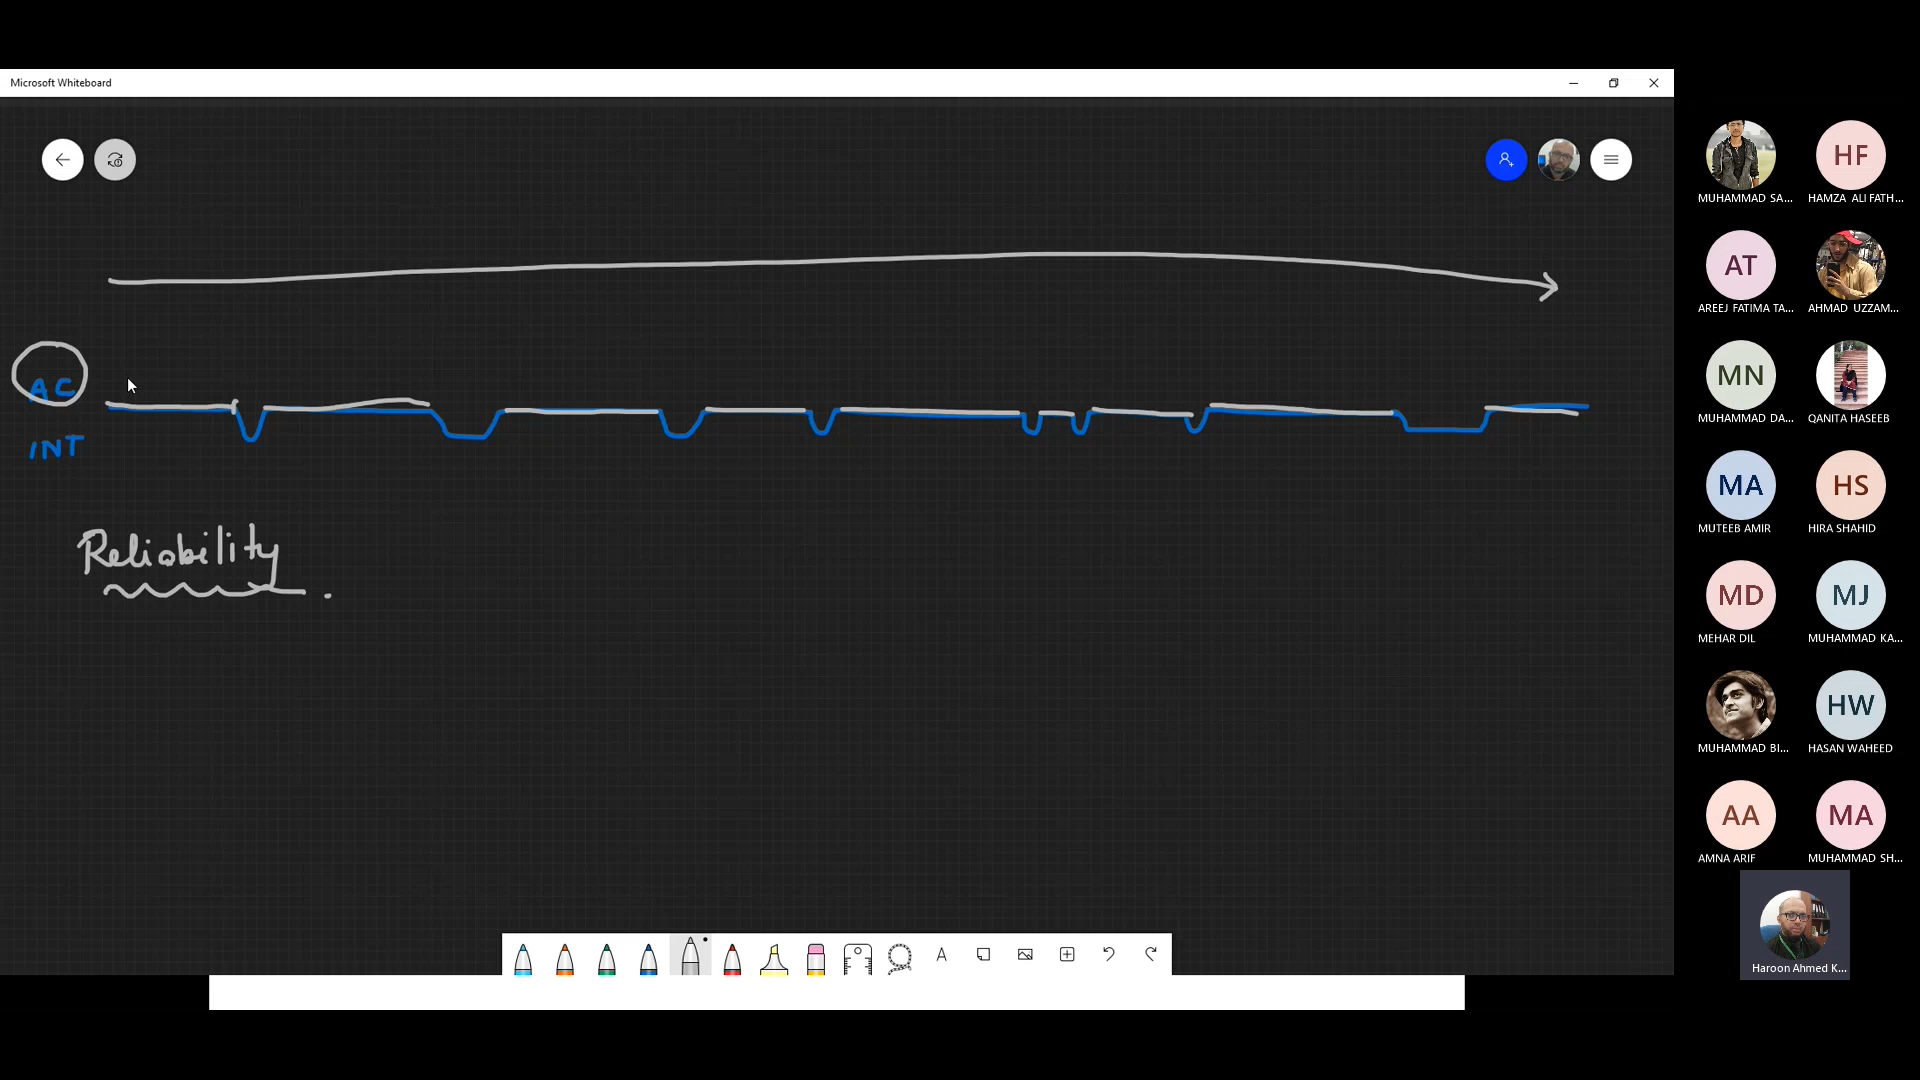 Microsoft Whiteboard
AC
INT
Reliability
A
HF
MUHAMMAD SA...
HAMZA ALI FATH...
AT
AREEJ FATIMA TA...
AHMAD UZZAM...
MN
MUHAMMAD DA...
QANITA HASEEB
MA
HS
MUTEEB AMIR
HIRA SHAHID
MD
MJ
MEHAR DIL
MUHAMMAD KA...
HW
MUHAMMAD BI...
HASAN WAHEED
AA
MA
AMNA ARIF
MUHAMMAD SH...
Haroon Ahmed K...